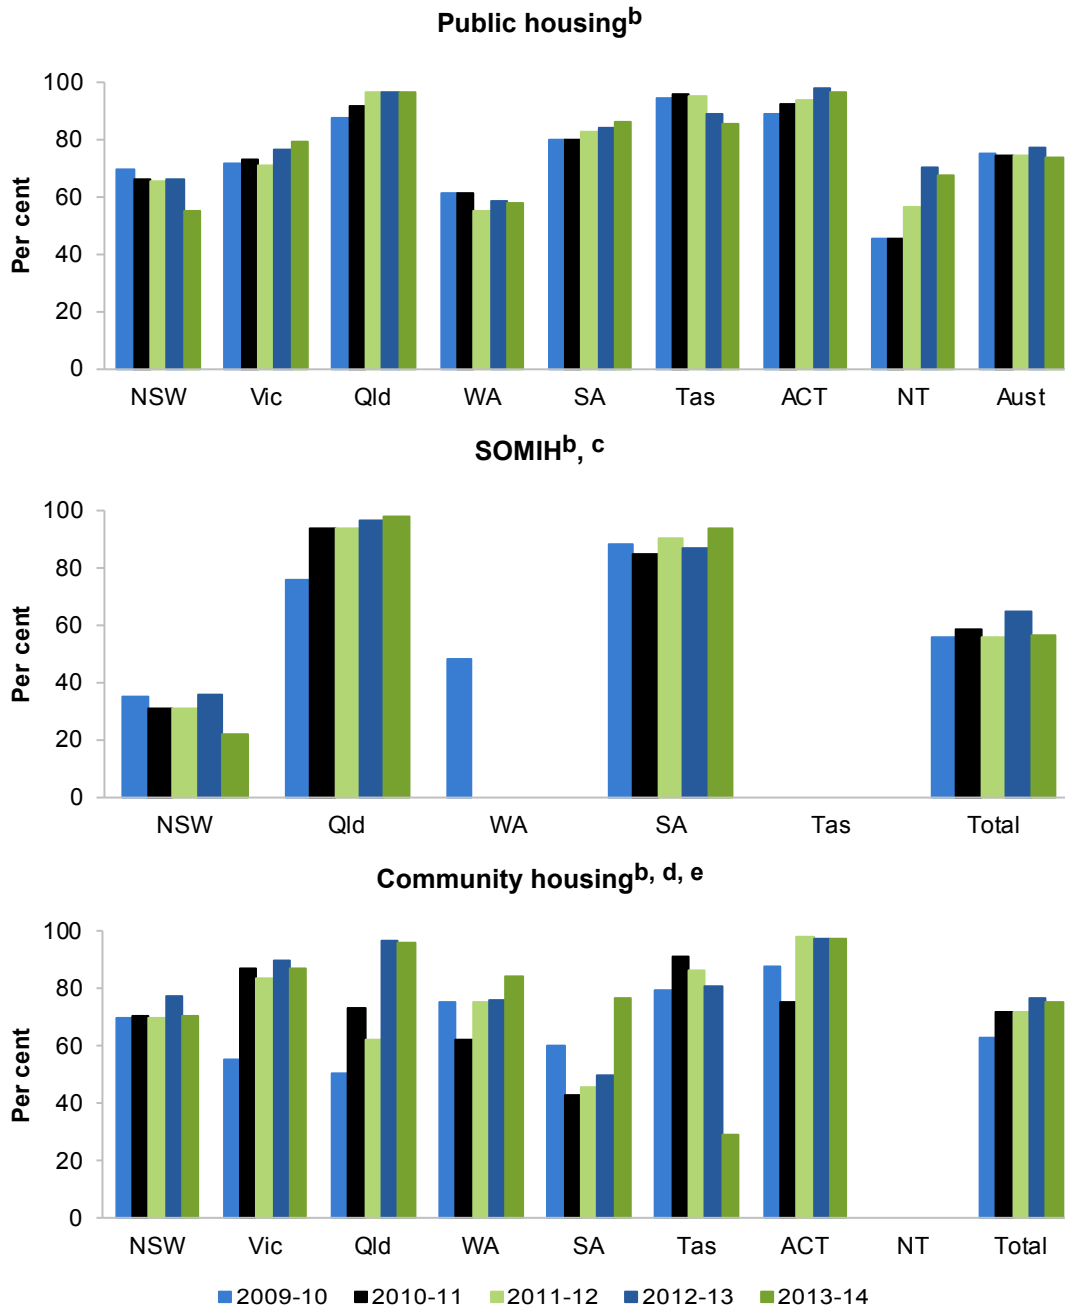 Public housingb
100
80
60
40
20
0
Per cent
NSW Vic Qld WA SA Tas ACT NT Aust
SOMIHb, c
100
80
60
40
20
0
Per cent
NSW Qld WA SA Tas Total
Community housingb, d, e
100
80
60
40
20
0
Per cent
NSW Vic Qld WA SA Tas ACT NT Total
2009-10 2010-11 2011-12 2012-13 2013-14